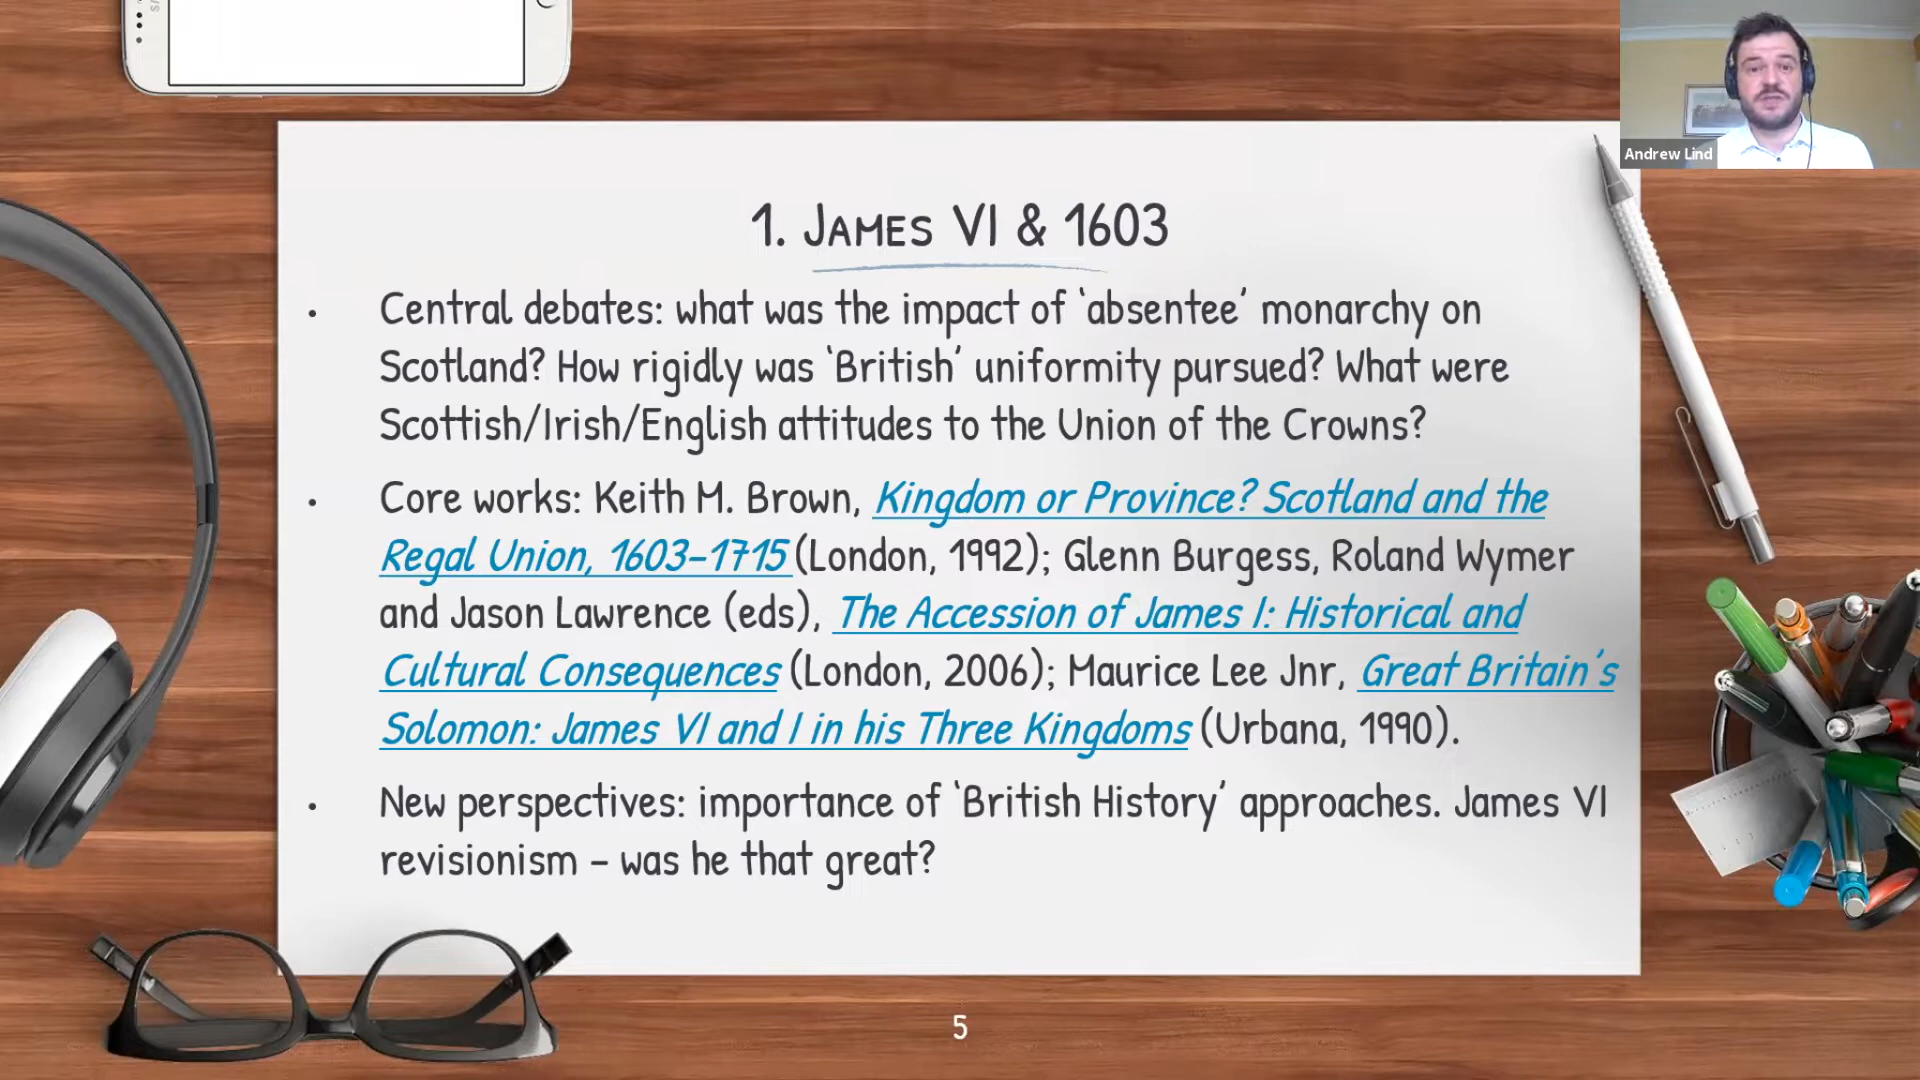 Andrew Lind
1. James VI & 1603
• Central debates: what was the impact of ‘absentee’ monarchy on
Scotland? How rigidly was ‘British’ uniformity pursued? What were
Scottish/Irish/English attitudes to the Union of the Crowns?
• Core works: Keith M. Brown, Kingdom or Province? Scotland and the
Regal Union, 1603-1715 (London, 1992); Glenn Burgess, Roland Wymer
and Jason Lawrence (eds), The Accession of James I: Historical and
Cultural Consequences (London, 2006); Maurice Lee Jnr, Great Britain’s
Solomon: James VI and I in his Three Kingdoms (Urbana, 1990).
• New perspectives: importance of ‘British History’ approaches. James VI
revisionism – was he that great?
5